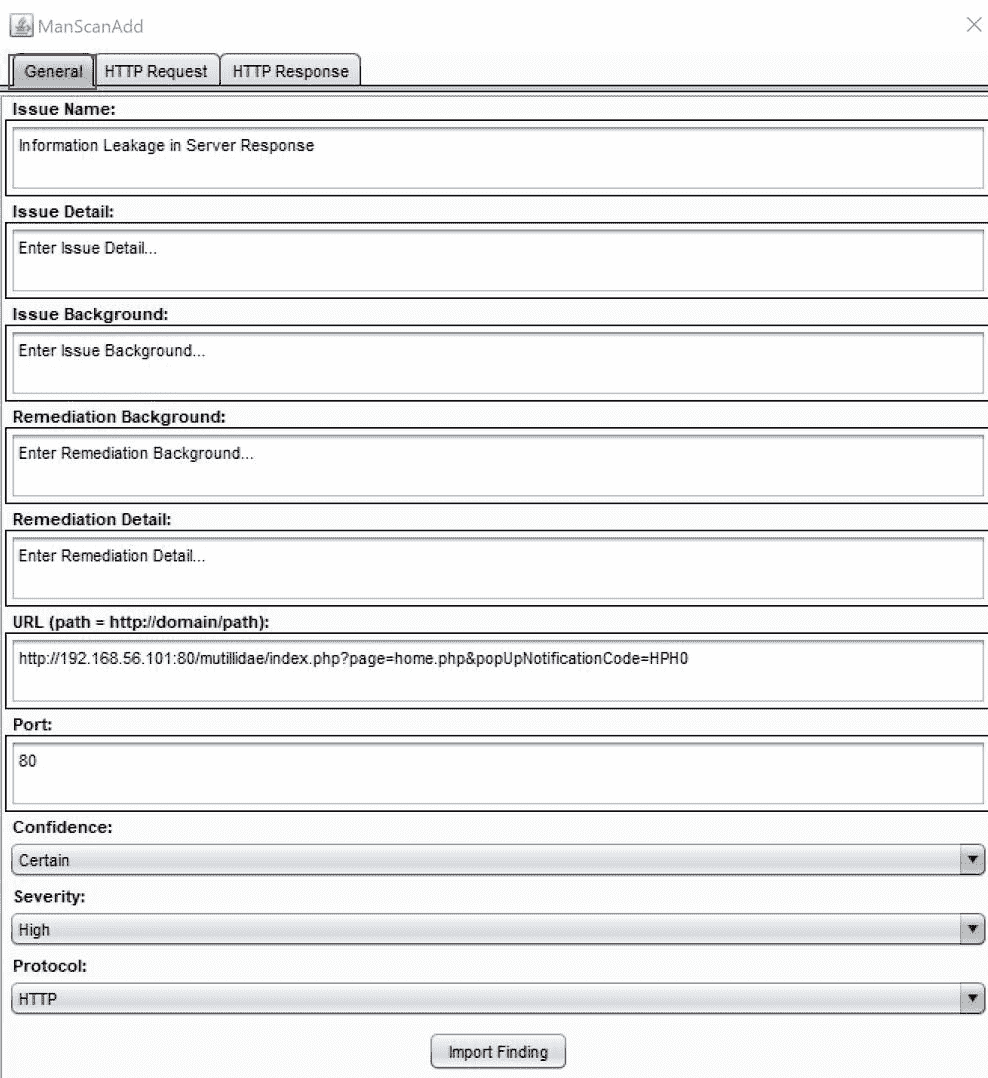 ManScanAdd
General HTTP Request HTTP Response
Issue Name:
Information Leakage in Server Response
Issue Detail:
Enter Issue Detail...
Issue Background:
Enter Issue Background...
Remediation Background:
Enter Remediation Background...
Remediation Detail:
Enter Remediation Detail...
URL (path = http://domain/path):
http://192.168.56.101:80/mutillidae/index.php?page=home.php&popUpNotificationCode=HPH0
Port:
80
Confidence:
Certain
Severity:
High
Protocol:
HTTP
Import Finding